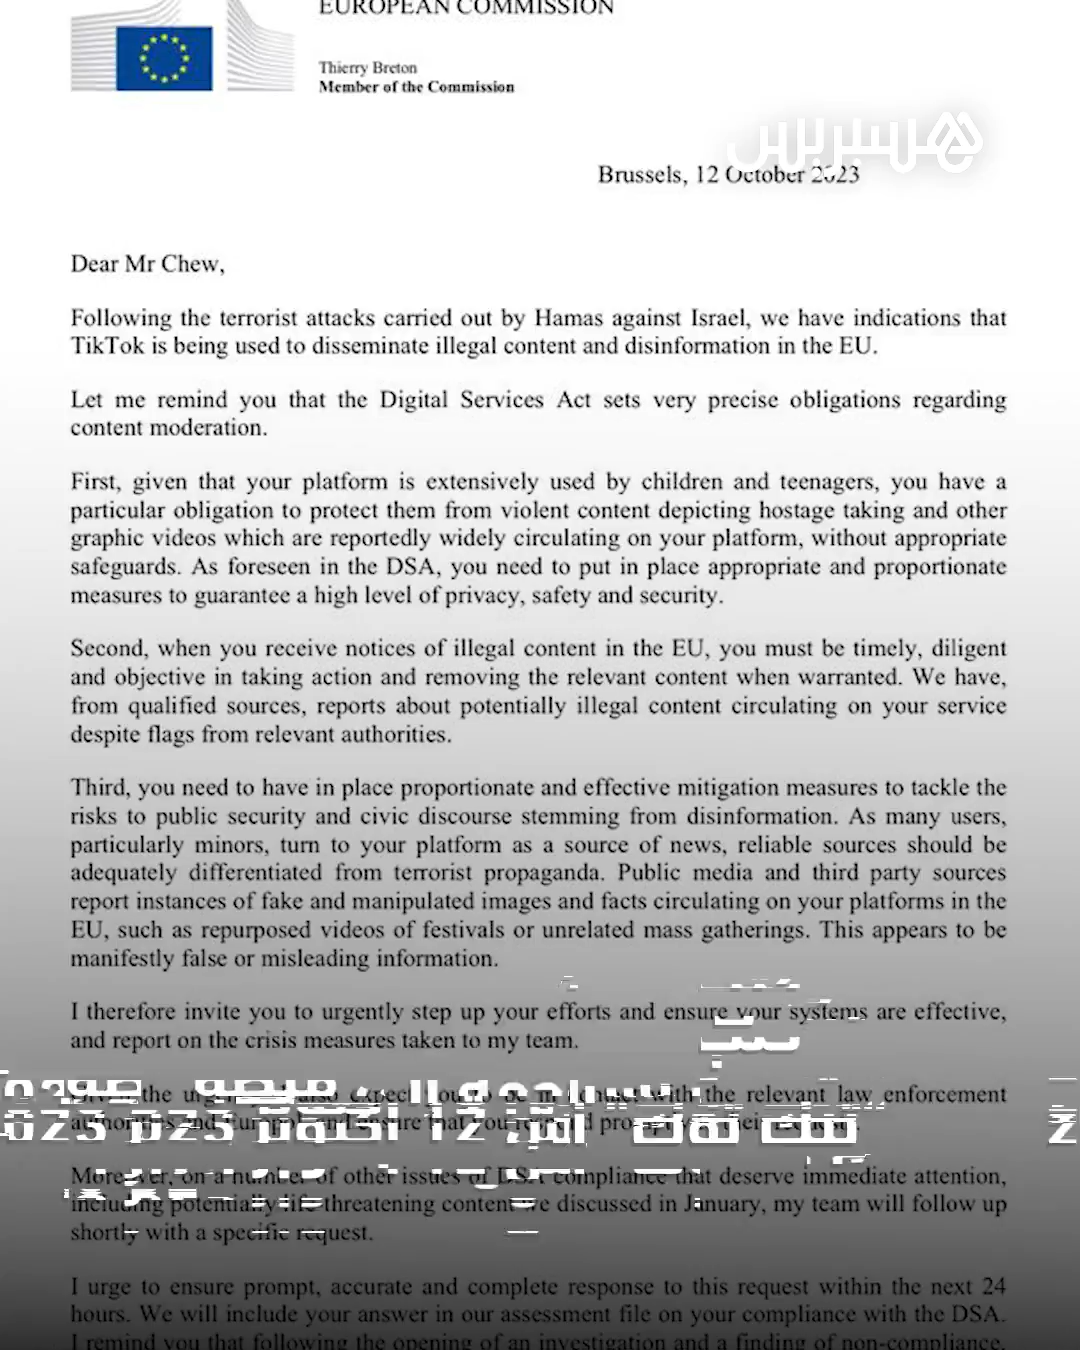 EUROPEAN COMMISSION
Thierry Breton
Member of the Commission
هسبريس
Brussels, 12 October 2023
Dear Mr Chew,
Following the terrorist attacks carried out by Hamas against Israel, we have indications that
TikTok is being used to disseminate illegal content and disinformation in the EU.
Let me remind you that the Digital Services Act sets very precise obligations regarding
content moderation.
First, given that your platform is extensively used by children and teenagers, you have a
particular obligation to protect them from violent content depicting hostage taking and other
graphic videos which are reportedly widely circulating on your platform, without appropriate
safeguards. As foreseen in the DSA, you need to put in place appropriate and proportionate
measures to guarantee a high level of privacy, safety and security.
Second, when you receive notices of illegal content in the EU, you must be timely, diligent
and objective in taking action and removing the relevant content when warranted. We have,
from qualified sources, reports about potentially illegal content circulating on your service
despite flags from relevant authorities.
Third, you need to have in place proportionate and effective mitigation measures to tackle the
risks to public security and civic discourse stemming from disinformation. As many users,
particularly minors, turn to your platform as a source of news, reliable sources should be
adequately differentiated from terrorist propaganda. Public media and third party sources
report instances of fake and manipulated images and facts circulating on your platforms in the
EU, such as repurposed videos of festivals or unrelated mass gatherings. This appears to be
manifestly false or misleading information.
I therefore invite you to urgently step up your efforts and ensure your systems are effective,
and report on the crisis measures taken to my team.
the also expect you to be in contact with the relevant law enforcement
authorities and Europol and ensure that you respond
Moreover, on a number of other issues of DSA compliance that deserve immediate attention,
including potentially life threatening content we discussed in January, my team will follow up
shortly with a specific request.
I urge to ensure prompt, accurate and complete response to this request within the next 24
hours. We will include your answer in our assessment file on your compliance with the DSA.
I remind you that following the opening of an investigation and a finding of non-compliance,